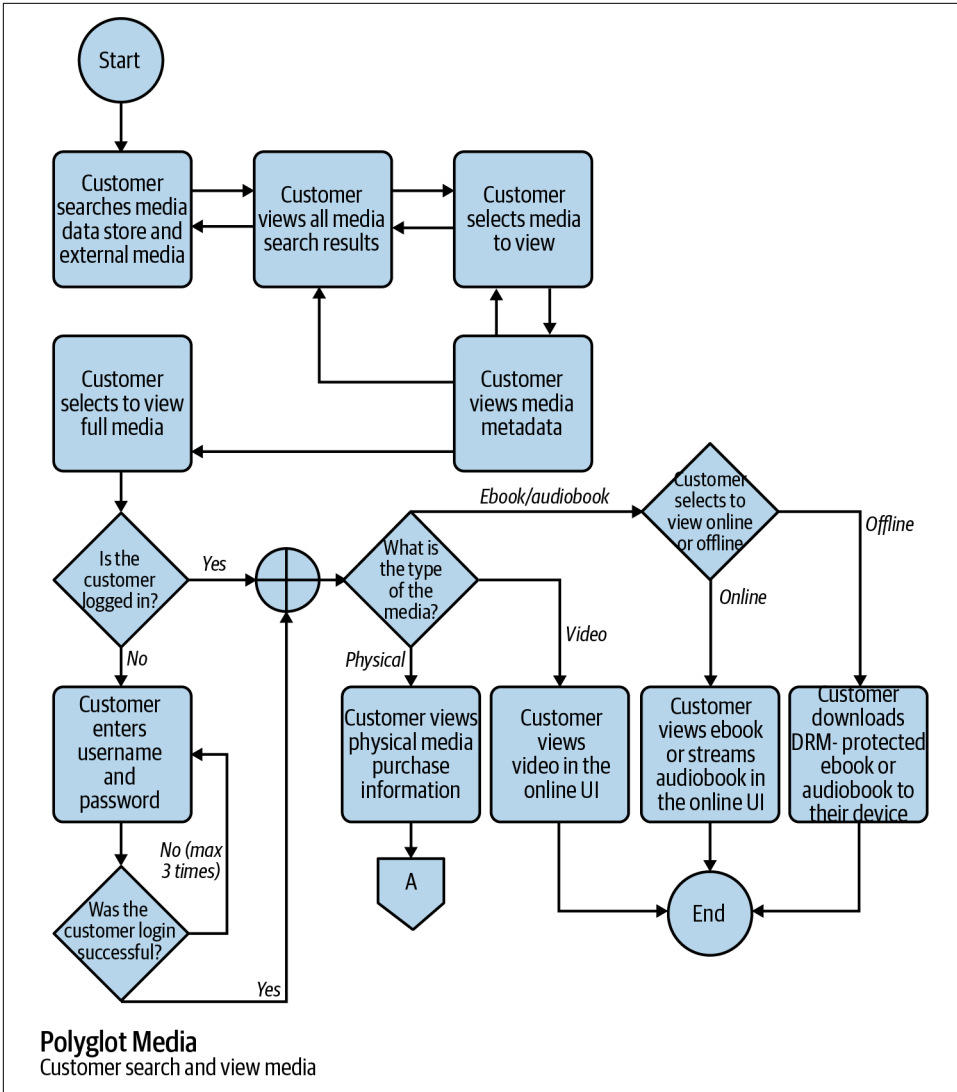 Start
Customer
searches media
data store and
external media
Customer
views all media
search results
Customer
selects media
to view
Customer
selects to view
full media
Customer
views media
metadata
Customer
selects to
view online
or offline
Ebook/audiobook
Offline
Is the
customer
logged in?
Yes
What is
the type
of the
media?
Online
Video
No
Physical
Customer
enters
username
and
password
Customer views
physical media
purchase
information
Customer
views
video in the
online UI
Customer
views ebook
or streams
audiobook in
the online UI
Customer
downloads
DRM- protected
ebook or
audiobook to
their device
No (max
3 times)
A
Was the
customer login
successful?
End
Yes
Polyglot Media
Customer search and view media